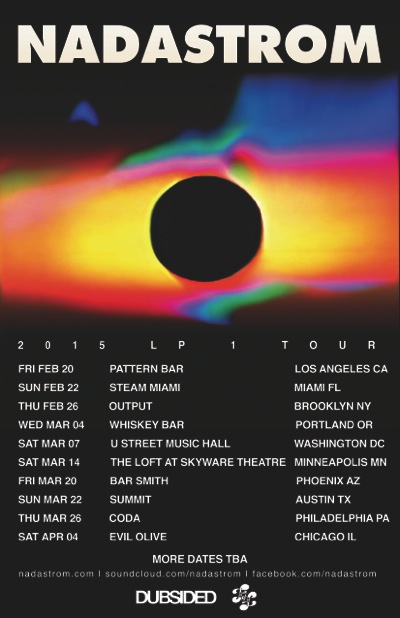 NADASTROM
2015 LP 1 TOUR
FRI FEB 20 PATTERN BAR LOS ANGELES CA
SUN FEB 22 STEAM MIAMI MIAMI FL
THU FEB 26 OUTPUT BROOKLYN NY
WED MAR 04 WHISKEY BAR PORTLAND OR
SAT MAR 07 U STREET MUSIC HALL WASHINGTON DC
SAT MAR 14 THE LOFT AT SKYWARE THEATRE MINNEAPOLIS MN
FRI MAR 20 BAR SMITH PHOENIX AZ
SUN MAR 22 SUMMIT AUSTIN TX
THU MAR 26 CODA PHILADELPHIA PA
SAT APR 04 EVIL OLIVE CHICAGO IL
MORE DATES TBA
nadastrom.com | soundcloud.com/nadastrom | facebook.com/nadastrom
DUBSIDED